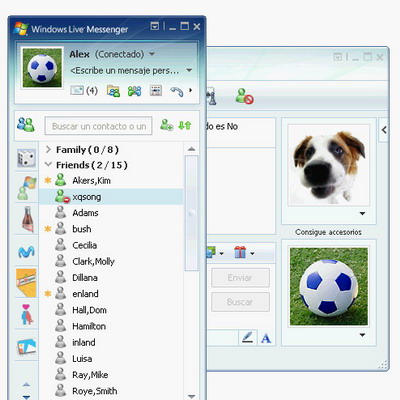 Windows Live Messenger
Alex (Conectado)
<Escribe un mensaje pers...
(4)
Buscar un contacto o un
Family (0/8)
Friends (2/15)
Akers,Kim
xqsong
Adams
bush
Cecilia
Clark,Molly
Dillana
enland
Hall,Dom
Hamilton
inland
Luisa
Ray,Mike
Roye,Smith
do es No
Consigue accesorios
Enviar
Buscar
A